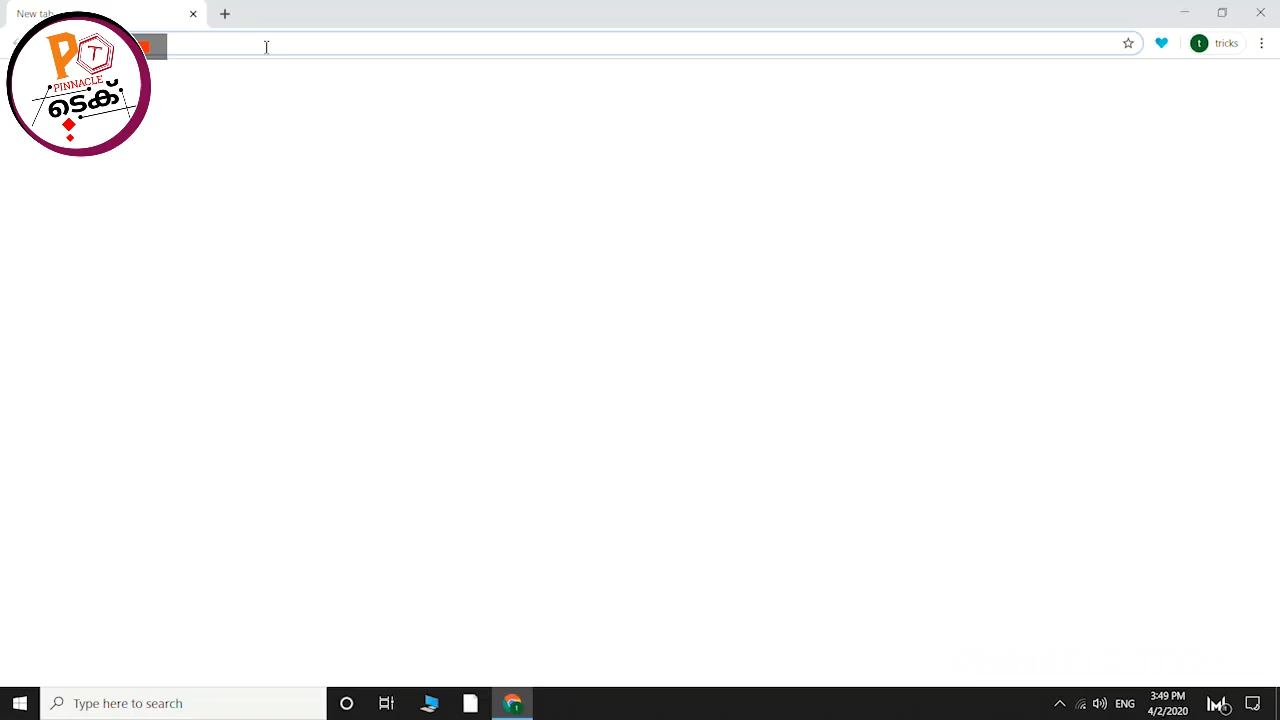 New tab
tricks
t
P
T
PINNACLE
ടെക്
Type here to search
ENG
3:49 PM
4/2/2020